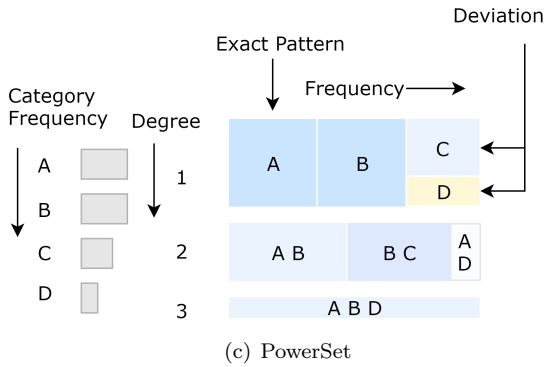 Deviation
Exact Pattern
Frequency
Category
Frequency
Degree
A
B
C
D
1
2
3
A
B
C
D
A B
B C
A
D
A B D
(c) PowerSet